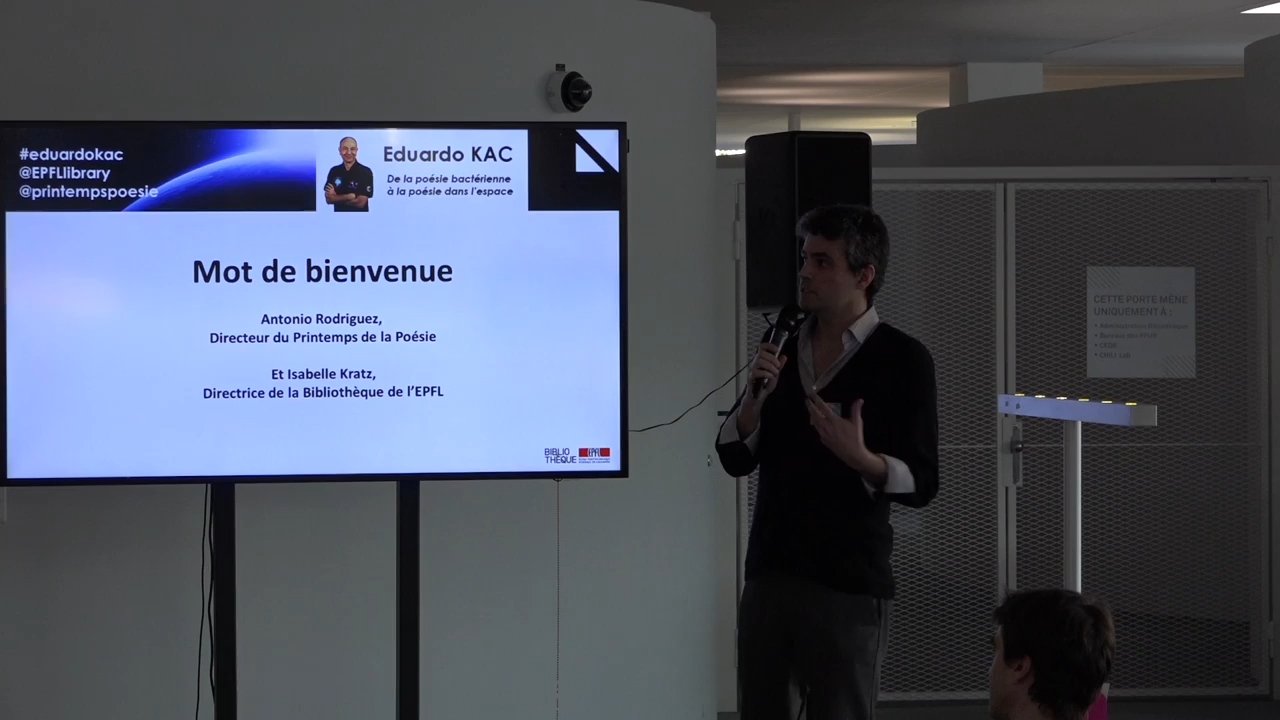 #eduardokac
@EPFLlibrary
@printempspoesie
Eduardo KAC
De la poésie bactérienne
à la poésie dans l'espace
Mot de bienvenue
Antonio Rodriguez,
Directeur du Printemps de la Poésie
Et Isabelle Kratz,
Directrice de la Bibliothèque de l'EPFL
BIBLIO
THÈQUE
EPFL
CETTE PORTE MÈNE
UNIQUEMENT À :